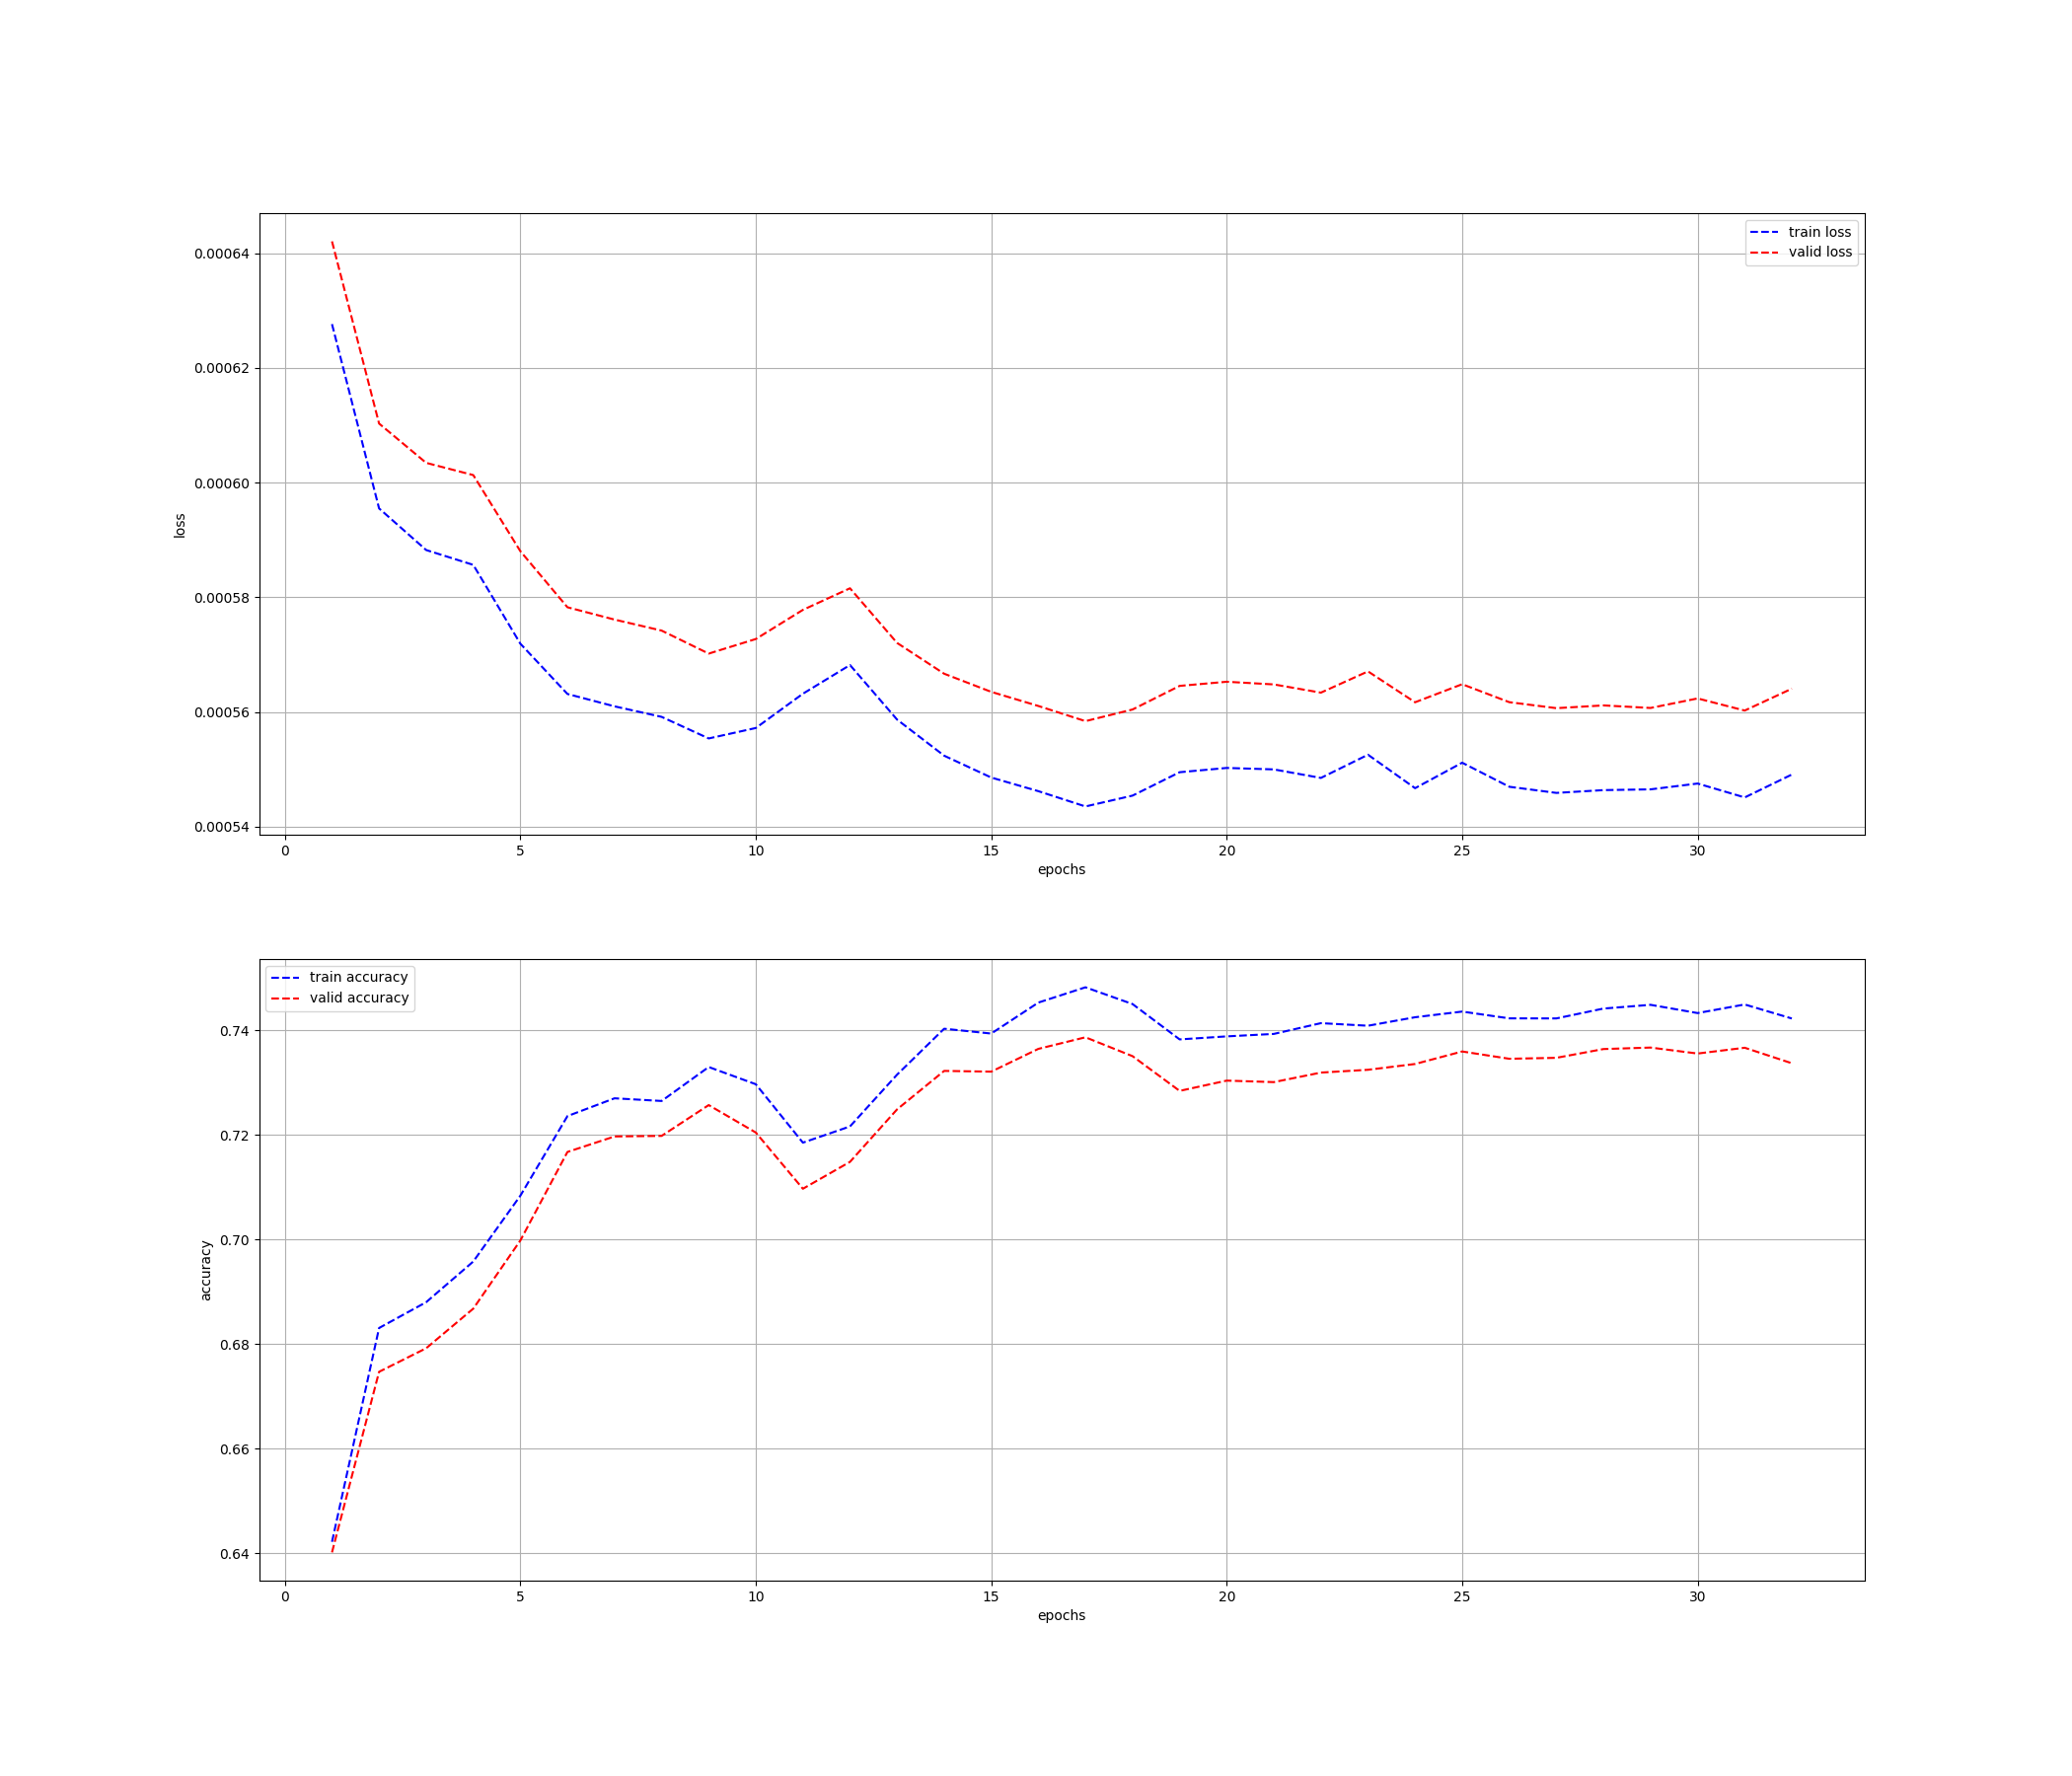 train loss
valid loss
0.00064
0.00062
0.00060
0.00058
0.00056
0.00054
loss
0 5 10 15 20 25 30
epochs
train accuracy
valid accuracy
0.74
0.72
0.70
0.68
0.66
0.64
accuracy
0 5 10 15 20 25 30
epochs